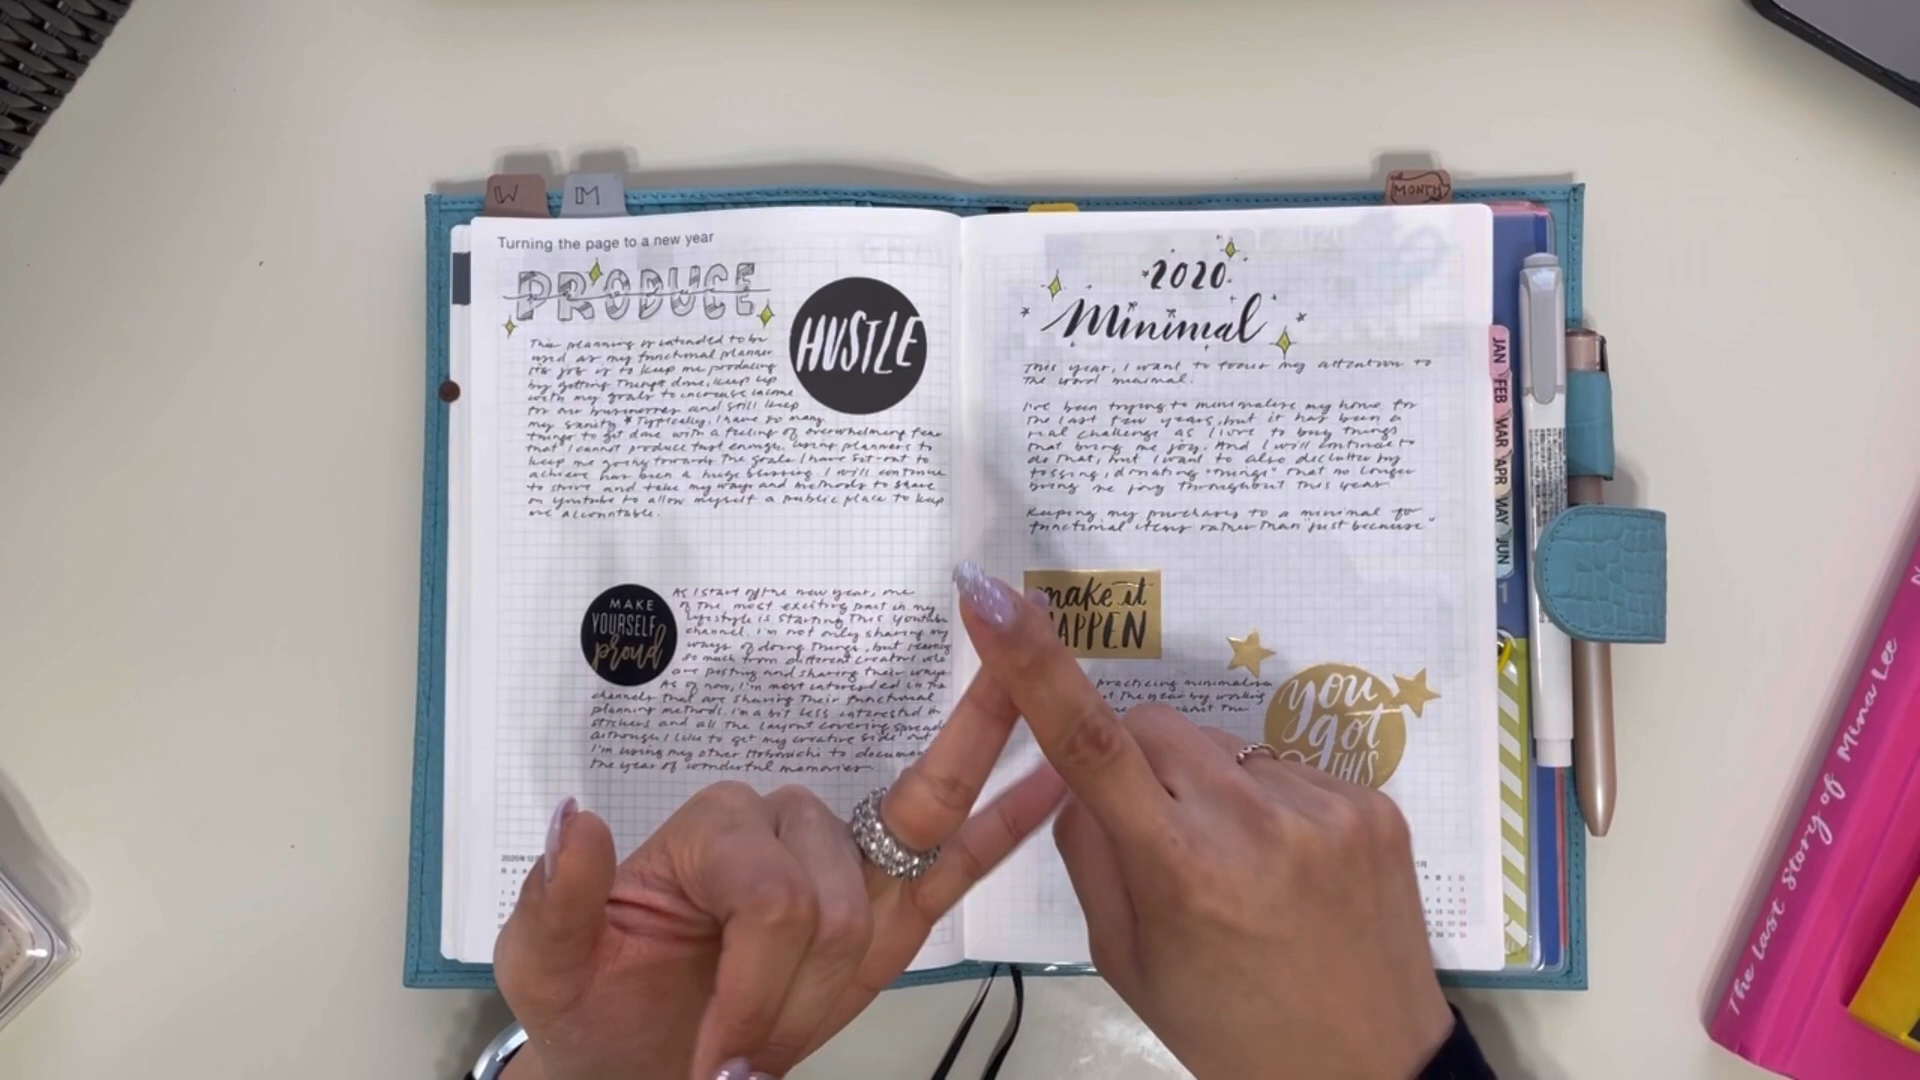 W
M
MONTH
Turning the page to a new year
PRODUCE
HUSTLE
This planning is intended to be
used as my functional planner
its job is to keep me producing
by getting things done, keep up
with my goals to increase income
for our businesses and still keep
my sanity. Typically, I have so many
things to get done with a feeling of overwhelming fear
that I cannot produce fast enough. Using planners to
keep me going towards the goals I have set-out to
achieve has been a huge blessing. I will continue
to strive and take my ways and methods to share
on youtube to allow myself a public place to keep
me accountable.
MAKE
YOURSELF
proud
As I start off the new year, one
of the most exciting part in my
lifestyle is starting this youtube
channel. I'm not only sharing my
ways of doing things, but learning
so much from different creators who
are posting and sharing their ways
As of now, I'm most interested in the
channels that are sharing their functional
planning methods. I'm a bit less interested in
stickers and all the layout covering spreads
although I like to get my creative side out
I'm using my other Hobonichi to document
the year of wonderful memories
2020
Minimal
This year, I want to focus my attention to
the word minimal.
I've been trying to minimalize my home for
the last few years, but it has been a
real challenge as I love to buy things
that bring me joy. And I will continue to
do that, but I want to also declutter by
tossing, donating "things" that no longer
bring me joy throughout this year.
Keeping my purchases to a minimal for
functional items rather than "just because"
make it
HAPPEN
practicing minimalism
the year by working
about the
you
got
THIS
JAN
FEB
MAR
APR
MAY
JUN
The Last Story of Mina Lee